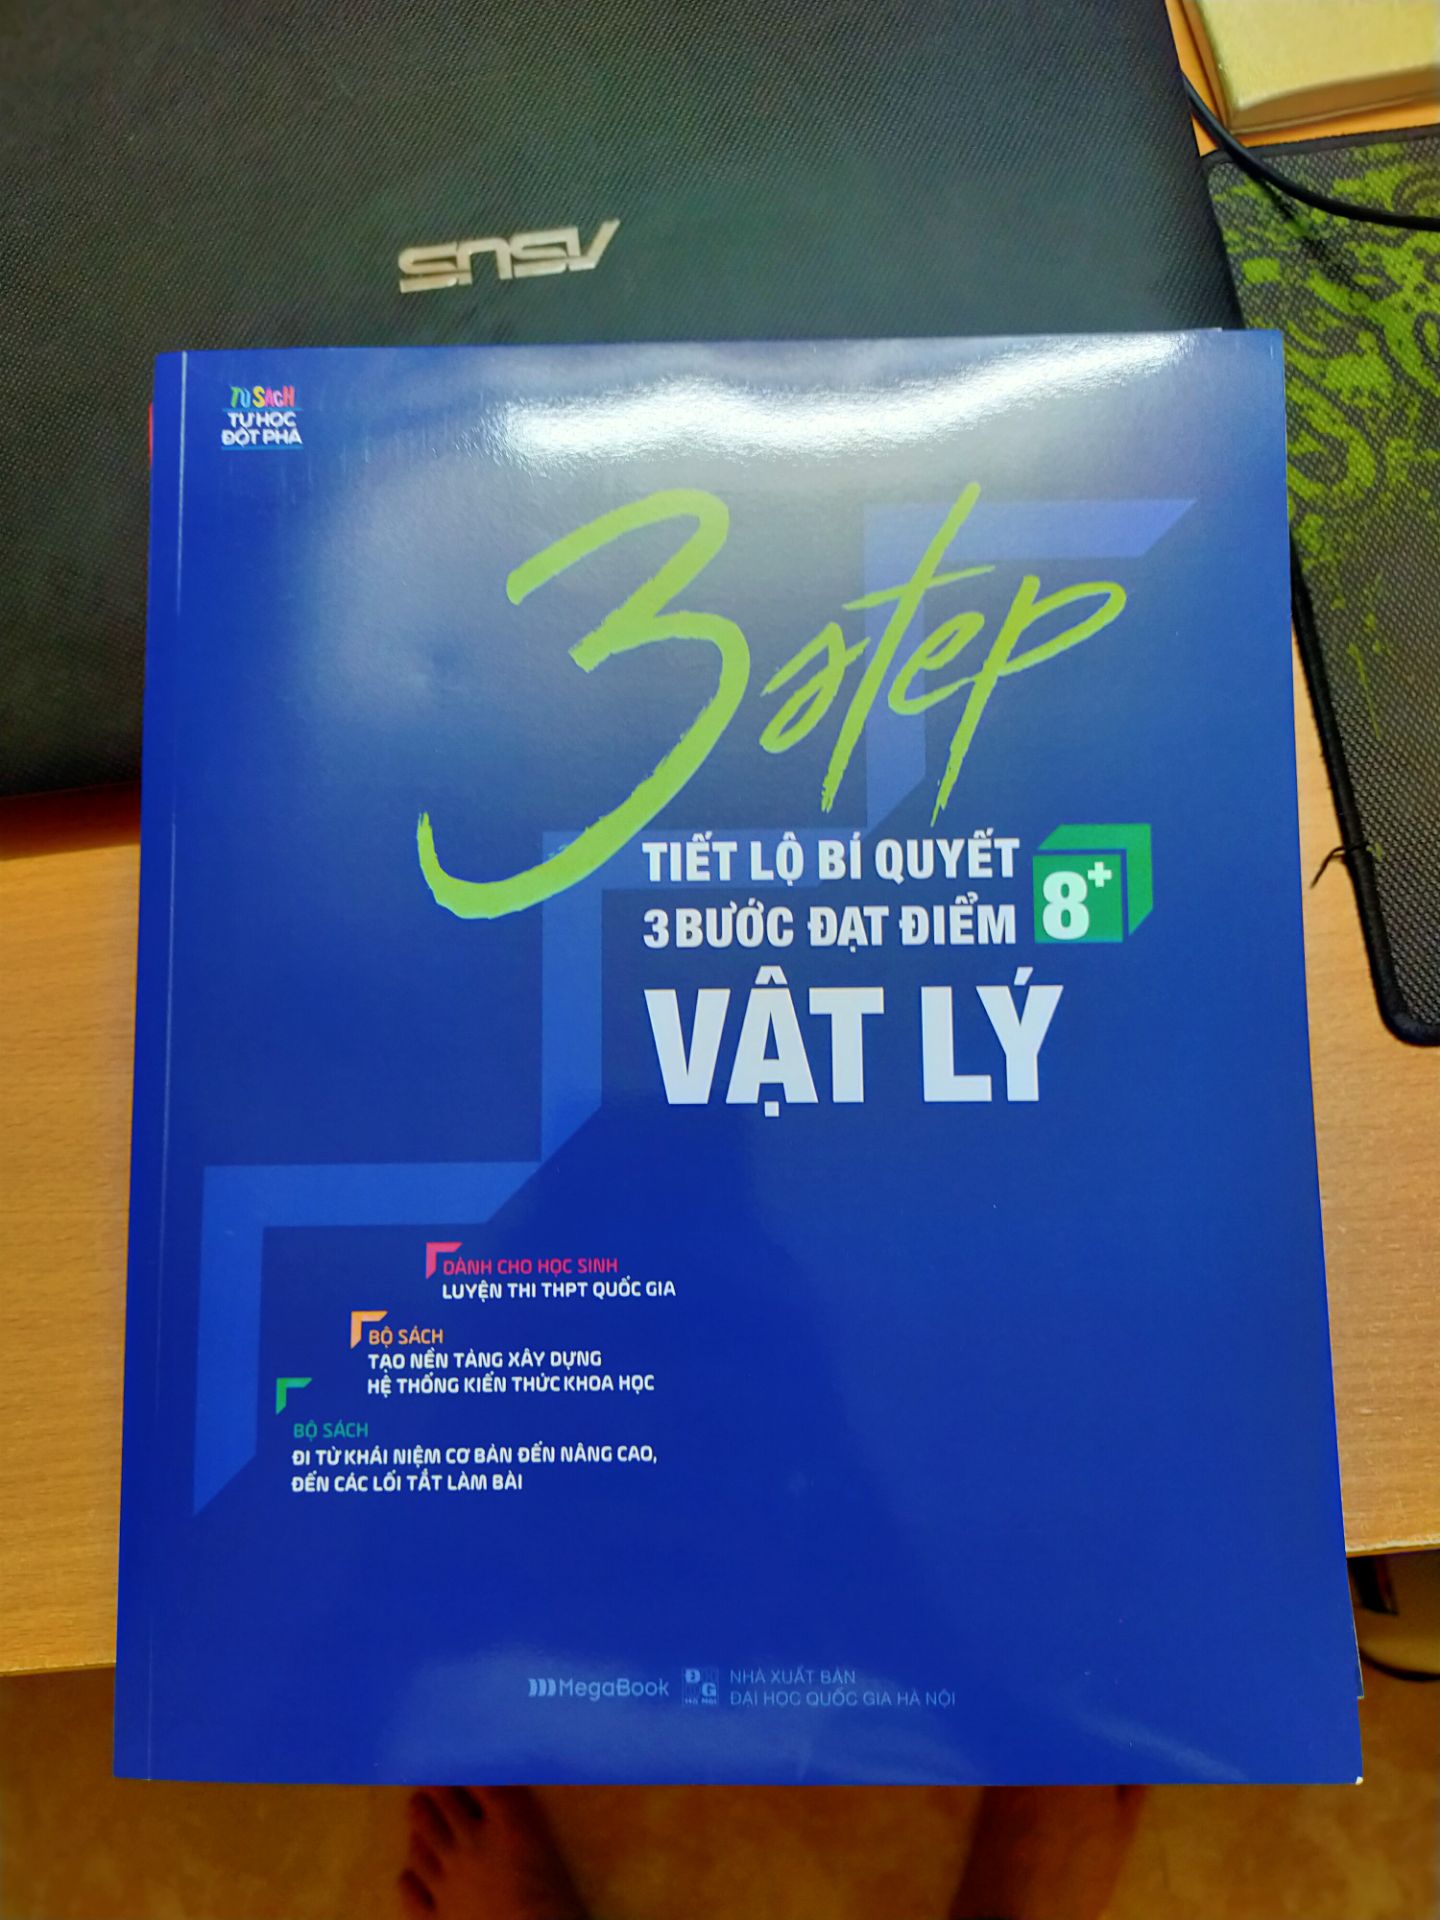 ASUS
TỦ SÁCH
TỰ HỌC
ĐỘT PHÁ
3 step
TIẾT LỘ BÍ QUYẾT
3 BƯỚC ĐẠT ĐIỂM 8+
VẬT LÝ
DÀNH CHO HỌC SINH
LUYỆN THI THPT QUỐC GIA
BỘ SÁCH
TẠO NỀN TẢNG XÂY DỰNG
HỆ THỐNG KIẾN THỨC KHOA HỌC
BỘ SÁCH
ĐI TỪ KHÁI NIỆM CƠ BẢN ĐẾN NÂNG CAO,
ĐẾN CÁC LỐI TẮT LÀM BÀI
MegaBook
NHÀ XUẤT BẢN
ĐẠI HỌC QUỐC GIA HÀ NỘI